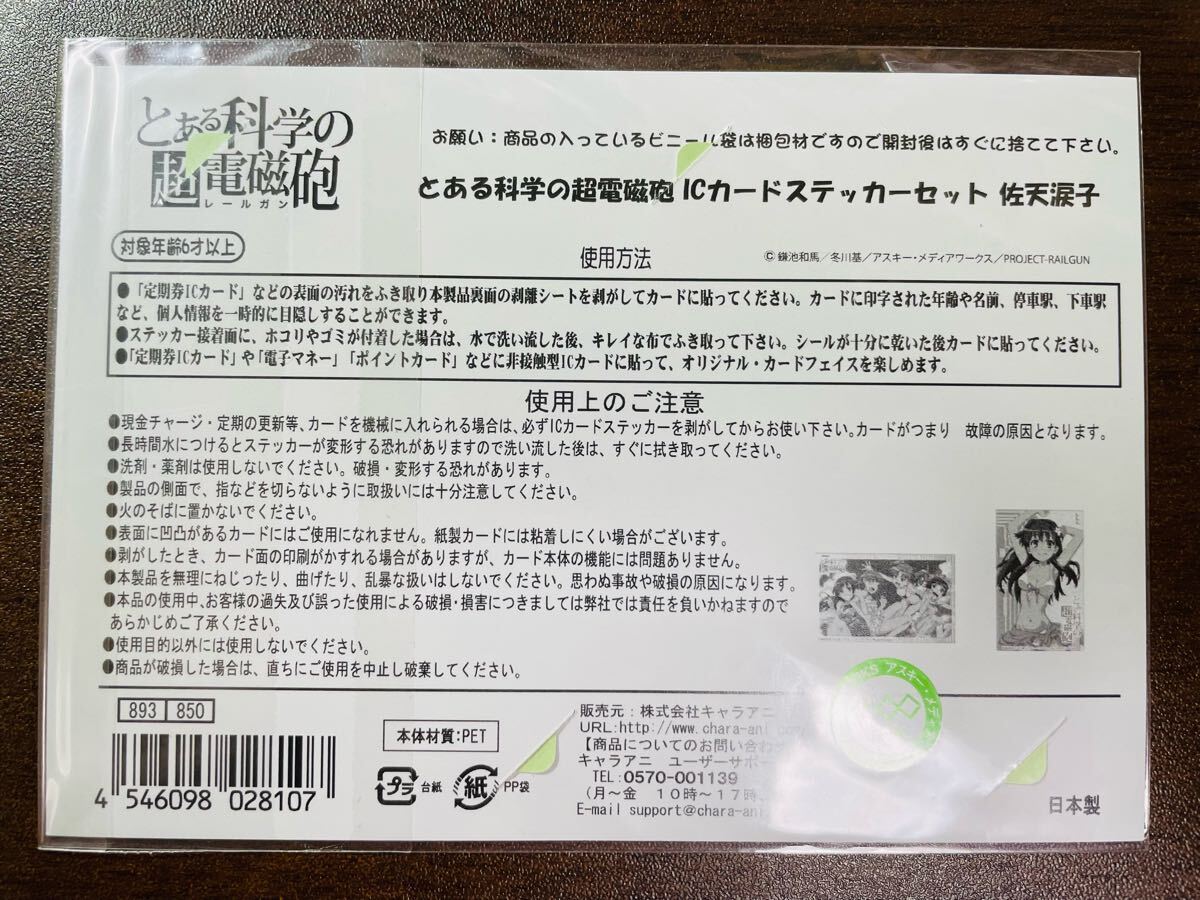 とある科学の
超電磁砲
レールガン
お願い：商品の入っているビニール袋は梱包材ですので開封後はすぐに捨てて下さい。
とある科学の超電磁砲 ICカードステッカーセット 佐天涙子
対象年齢6才以上
使用方法
© 鎌池和馬／冬川基／アスキー・メディアワークス／PROJECT-RAILGUN
●「定期券ICカード」などの表面の汚れをふき取り本製品裏面の剥離シートを剥がしてカードに貼ってください。カードに印字された年齢や名前、停車駅、下車駅
など、個人情報を一時的に目隠しすることができます。
●ステッカー接着面に、ホコリやゴミが付着した場合は、水で洗い流した後、キレイな布でふき取って下さい。シールが十分に乾いた後カードに貼ってください。
●「定期券ICカード」や「電子マネー」「ポイントカード」などに非接触型ICカードに貼って、オリジナル・カードフェイスを楽しめます。
使用上のご注意
●現金チャージ・定期の更新等、カードを機械に入れられる場合は、必ずICカードステッカーを剥がしてからお使い下さい。カードがつまり 故障の原因となります。
●長時間水につけるとステッカーが変形する恐れがありますので洗い流した後は、すぐに拭き取ってください。
●洗剤・薬剤は使用しないでください。破損・変形する恐れがあります。
●製品の側面で、指などを切らないように取扱いには十分注意してください。
●火のそばに置かないでください。
●表面に凹凸があるカードにはご使用になれません。紙製カードには粘着しにくい場合がございます。
●剥がしたとき、カード面の印刷がかすれる場合がありますが、カード本体の機能には問題ありません。
●本製品を無理にねじったり、曲げたり、乱暴な扱いはしないでください。思わぬ事故や破損の原因になります。
●本品の使用中、お客様の過失及び誤った使用による破損・損害につきましては弊社では責任を負いかねますので
あらかじめご了承ください。
●使用目的以外には使用しないでください。
●商品が破損した場合は、直ちにご使用を中止し破棄してください。
893 850
4 546098 028107
本体材質：PET
プラ 台紙 紙 PP袋
販売元：株式会社キャラアニ
URL:http://www.chara-ani.com
【商品についてのお問い合わせ
キャラアニ ユーザーサポー
TEL:0570-001139
(月～金 10時～17時、
E-mail support@chara-ani.
アスキー・メデ
日本製